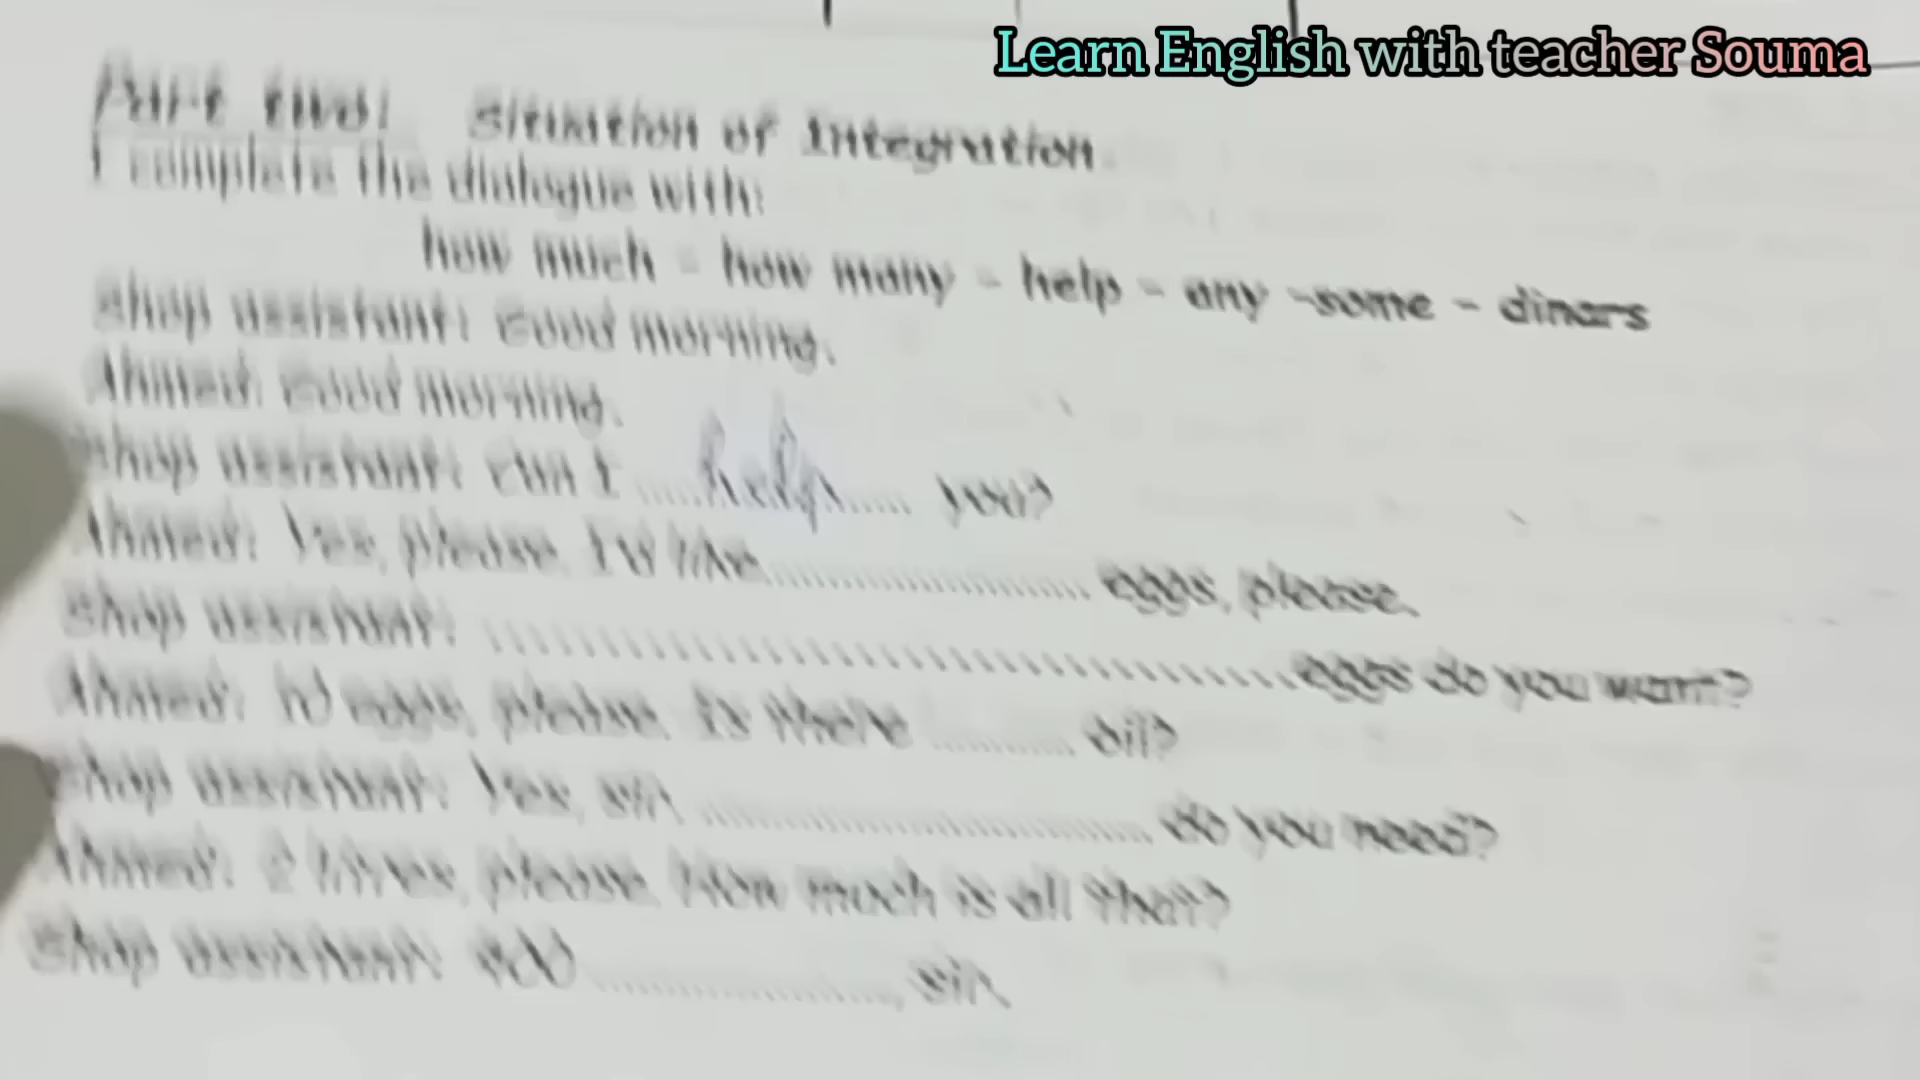 Learn English with teacher Souma
Part two: Situation of Integration.
I complete the dialogue with:
how much - how many - help - any - some - dinars
Shop assistant: Good morning.
Ahmed: Good morning.
Shop assistant: Can I ....help.... you?
Ahmed: Yes, please. I'd like.................... eggs, please.
Shop assistant: ........................................eggs do you want?
Ahmed: 10 eggs, please. Is there .......... oil?
Shop assistant: Yes, sir. .............................. do you need?
Ahmed: 2 litres, please. How much is all that?
Shop assistant: 400 ...................., sir.